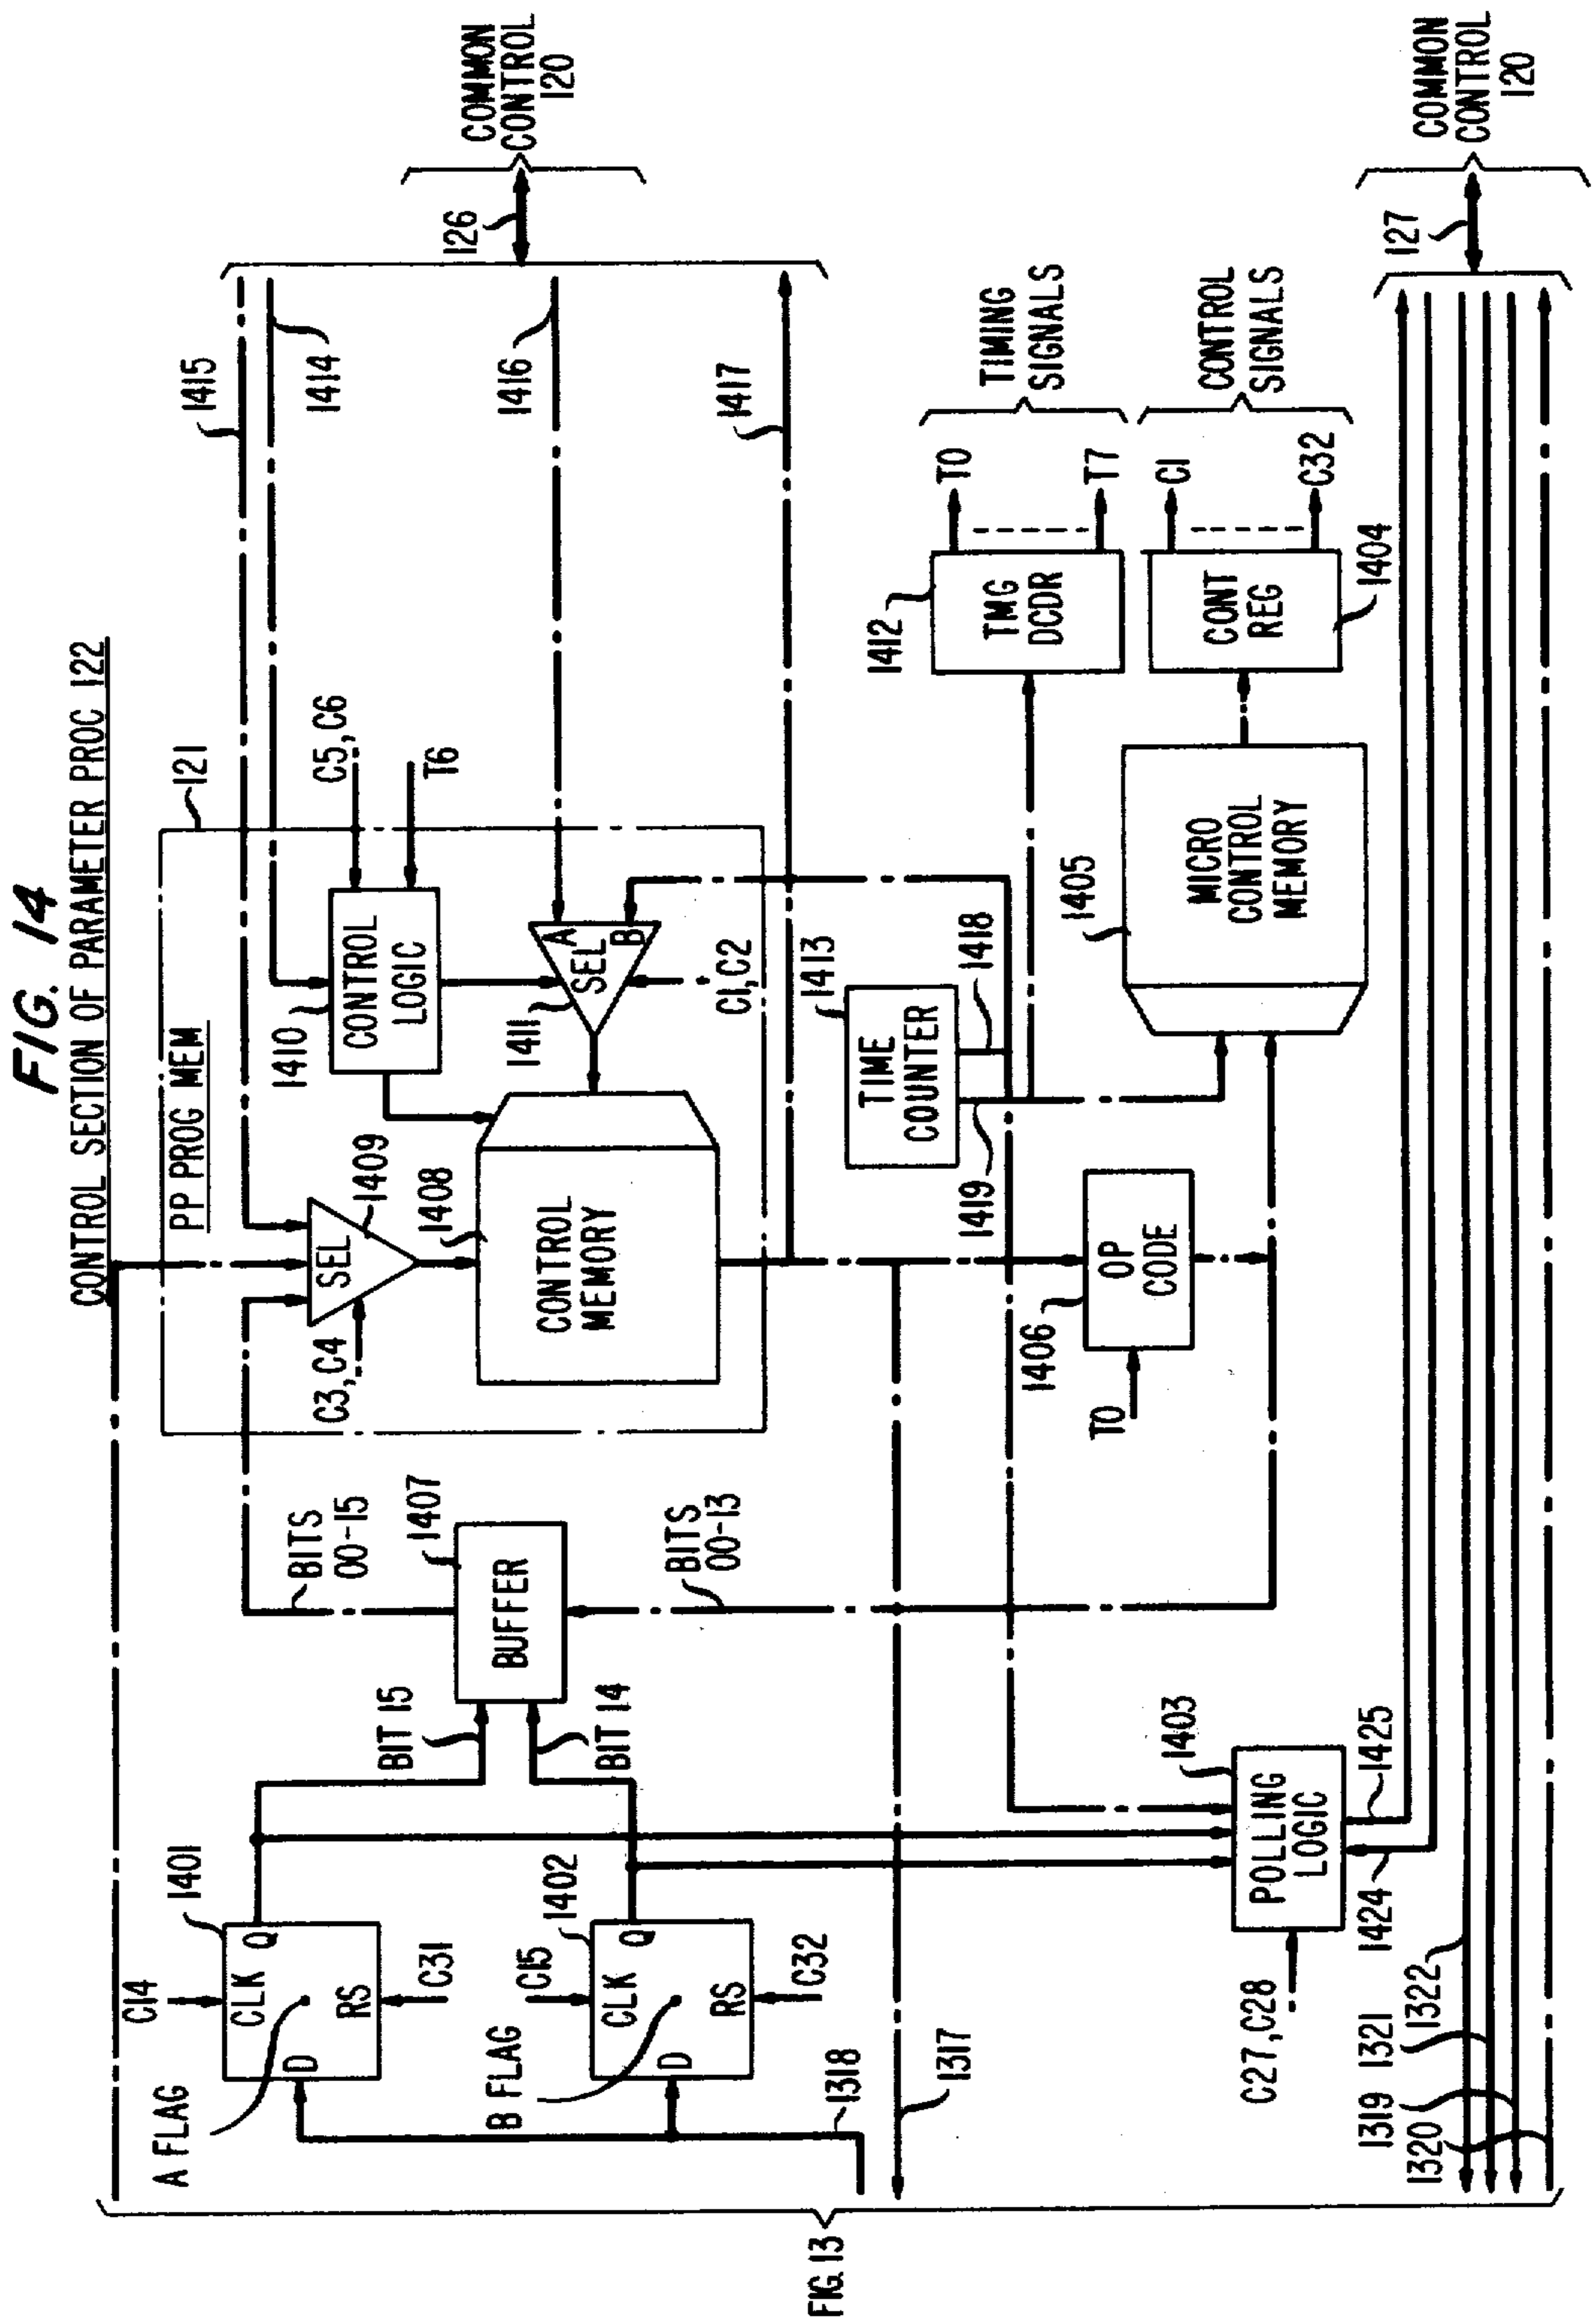 FIG. 14
CONTROL SECTION OF PARAMETER PROC 122
PP PROG MEM
121
1415
1414
1416
1417
126
COMMON
CONTROL
120
C5, C6
T6
1410
CONTROL
LOGIC
A
SEL
B
1411
C1, C2
1409
SEL
C3, C4
1408
CONTROL
MEMORY
BITS
00-15
1407
BUFFER
BITS
00-13
BIT 15
BIT 14
1401
C14
CLK
Q
D
RS
C31
A FLAG
1402
C15
CLK
Q
D
RS
C32
B FLAG
1318
1317
FIG. 13
1413
TIME
COUNTER
1418
1419
1406
OP
CODE
T0
1405
MICRO
CONTROL
MEMORY
1412
TMG
DCDR
T0
T7
TIMING
SIGNALS
CONT
REG
1404
C1
C32
CONTROL
SIGNALS
1403
POLLING
LOGIC
C27, C28
1425
1424
1322
1321
1319
1320
127
COMMON
CONTROL
120